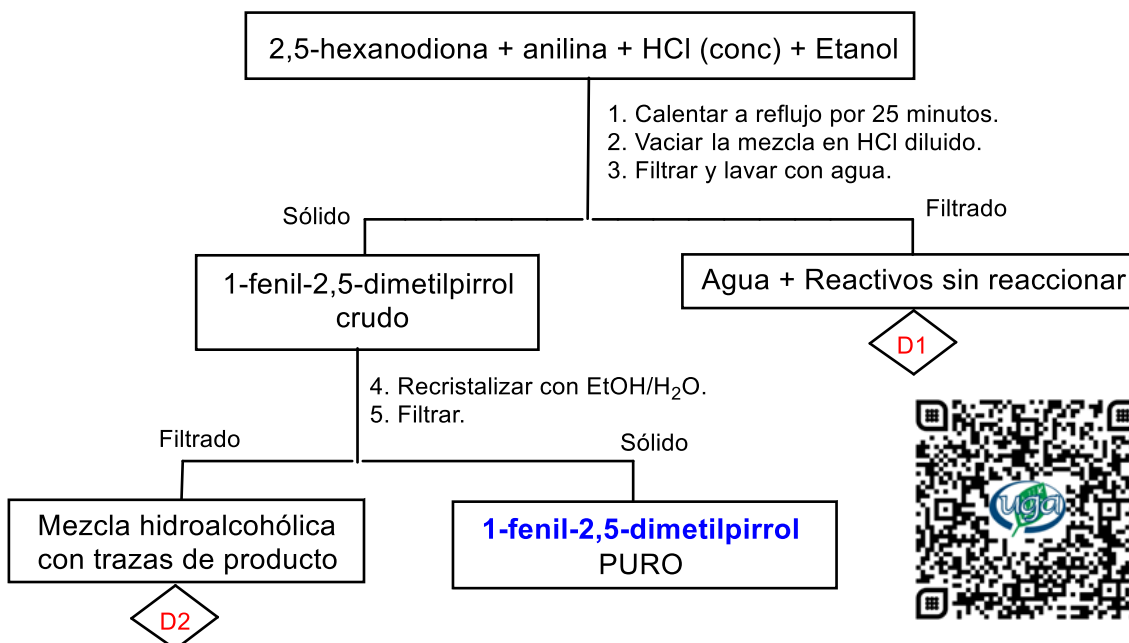 2,5-hexanodiona + anilina + HCl (conc) + Etanol
1. Calentar a reflujo por 25 minutos.
2. Vaciar la mezcla en HCl diluido.
3. Filtrar y lavar con agua.
Sólido
Filtrado
1-fenil-2,5-dimetilpirrol
crudo
Agua + Reactivos sin reaccionar
D1
4. Recristalizar con EtOH/H₂O.
5. Filtrar.
Filtrado
Sólido
Mezcla hidroalcohólica
con trazas de producto
1-fenil-2,5-dimetilpirrol
PURO
uga
D2